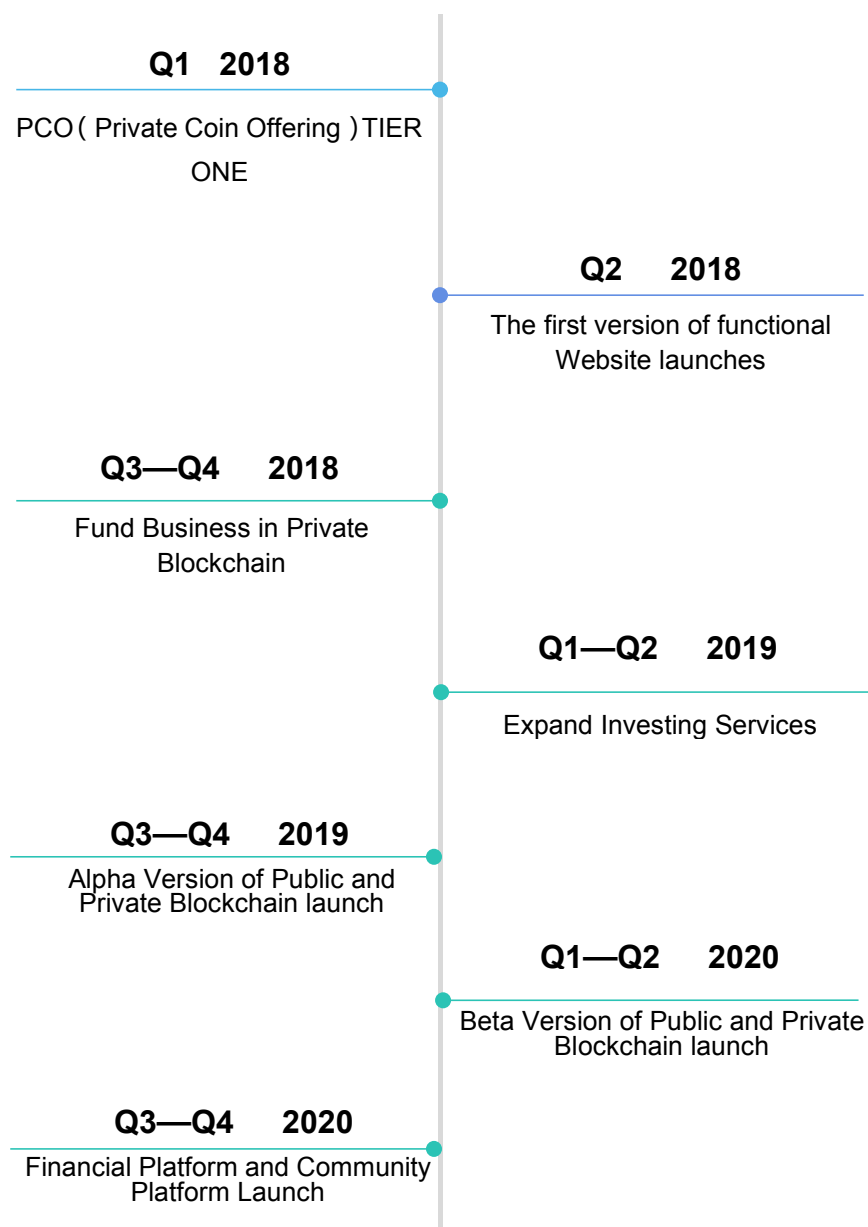 Q1 2018
PCO ( Private Coin Offering ) TIER
ONE
Q2 2018
The first version of functional
Website launches
Q3—Q4 2018
Fund Business in Private
Blockchain
Q1—Q2 2019
Expand Investing Services
Q3—Q4 2019
Alpha Version of Public and
Private Blockchain launch
Q1—Q2 2020
Beta Version of Public and Private
Blockchain launch
Q3—Q4 2020
Financial Platform and Community
Platform Launch